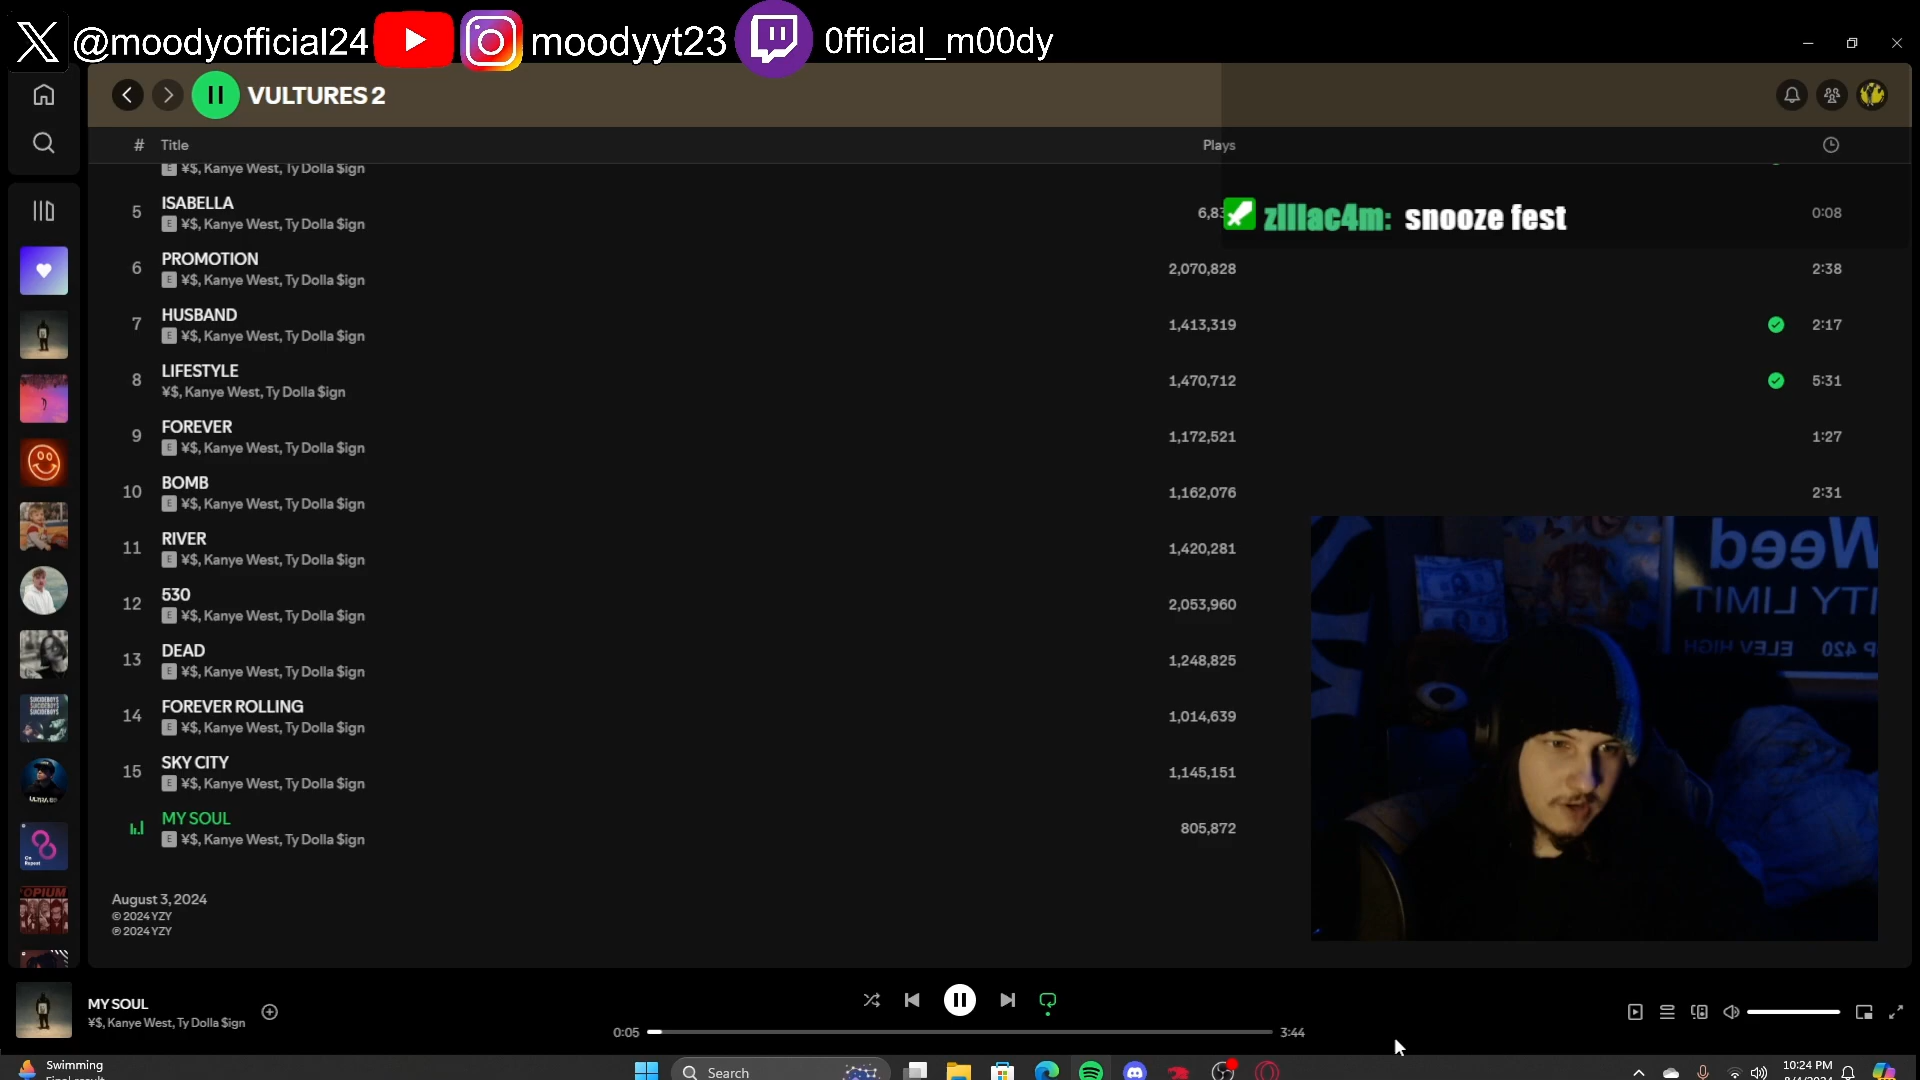 @moodyofficial24 moodyyt23 0fficial_m00dy
VULTURES 2
# Title Plays
E ¥$, Kanye West, Ty Dolla $ign
5 ISABELLA 0:08
E ¥$, Kanye West, Ty Dolla $ign
zlllac4m: snooze fest
6 PROMOTION 2,070,828 2:38
E ¥$, Kanye West, Ty Dolla $ign
7 HUSBAND 1,413,319 2:17
E ¥$, Kanye West, Ty Dolla $ign
8 LIFESTYLE 1,470,712 5:31
¥$, Kanye West, Ty Dolla $ign
9 FOREVER 1,172,521 1:27
E ¥$, Kanye West, Ty Dolla $ign
10 BOMB 1,162,076 2:31
E ¥$, Kanye West, Ty Dolla $ign
11 RIVER 1,420,281
E ¥$, Kanye West, Ty Dolla $ign
12 530 2,053,960
E ¥$, Kanye West, Ty Dolla $ign
13 DEAD 1,248,825
E ¥$, Kanye West, Ty Dolla $ign
14 FOREVER ROLLING 1,014,639
E ¥$, Kanye West, Ty Dolla $ign
15 SKY CITY 1,145,151
E ¥$, Kanye West, Ty Dolla $ign
MY SOUL 805,872
E ¥$, Kanye West, Ty Dolla $ign
August 3, 2024
© 2024 YZY
℗ 2024 YZY
Weed
ITY LIMIT
P 420 ELEV HIGH
OPIUM
MY SOUL
¥$, Kanye West, Ty Dolla $ign
0:05 3:44
Swimming
Search
10:24 PM